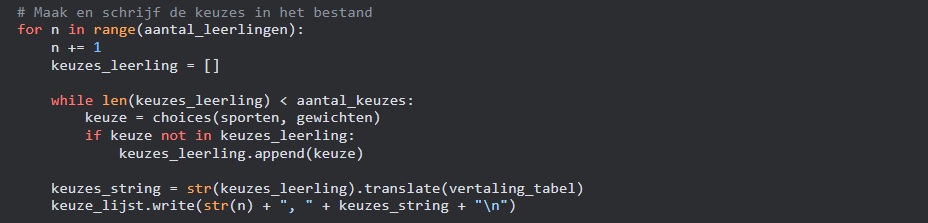 # Maak en schrijf de keuzes in het bestand
for n in range(aantal_leerlingen):
    n += 1
    keuzes_leerling = []

    while len(keuzes_leerling) < aantal_keuzes:
        keuze = choices(sporten, gewichten)
        if keuze not in keuzes_leerling:
            keuzes_leerling.append(keuze)

    keuzes_string = str(keuzes_leerling).translate(vertaling_tabel)
    keuze_lijst.write(str(n) + ", " + keuzes_string + "\n")